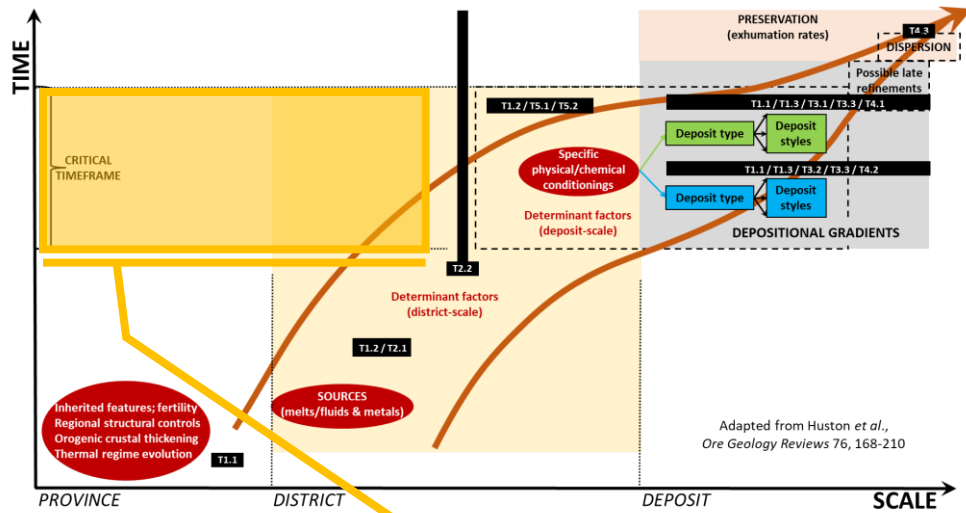 TIME
PRESERVATION
(exhumation rates)
T4.3
DISPERSION
Possible late
refinements
T1.2 / T5.1 / T5.2
T1.1 / T1.3 / T3.1 / T3.3 / T4.1
Deposit type
Deposit
styles
CRITICAL
TIMEFRAME
Specific
physical/chemical
conditionings
T1.1 / T1.3 / T3.2 / T3.3 / T4.2
Deposit type
Deposit
styles
Determinant factors
(deposit-scale)
DEPOSITIONAL GRADIENTS
T2.2
Determinant factors
(district-scale)
T1.2 / T2.1
SOURCES
(melts/fluids & metals)
Inherited features; fertility
Regional structural controls
Orogenic crustal thickening
Thermal regime evolution
T1.1
Adapted from Huston et al.,
Ore Geology Reviews 76, 168-210
PROVINCE
DISTRICT
DEPOSIT
SCALE